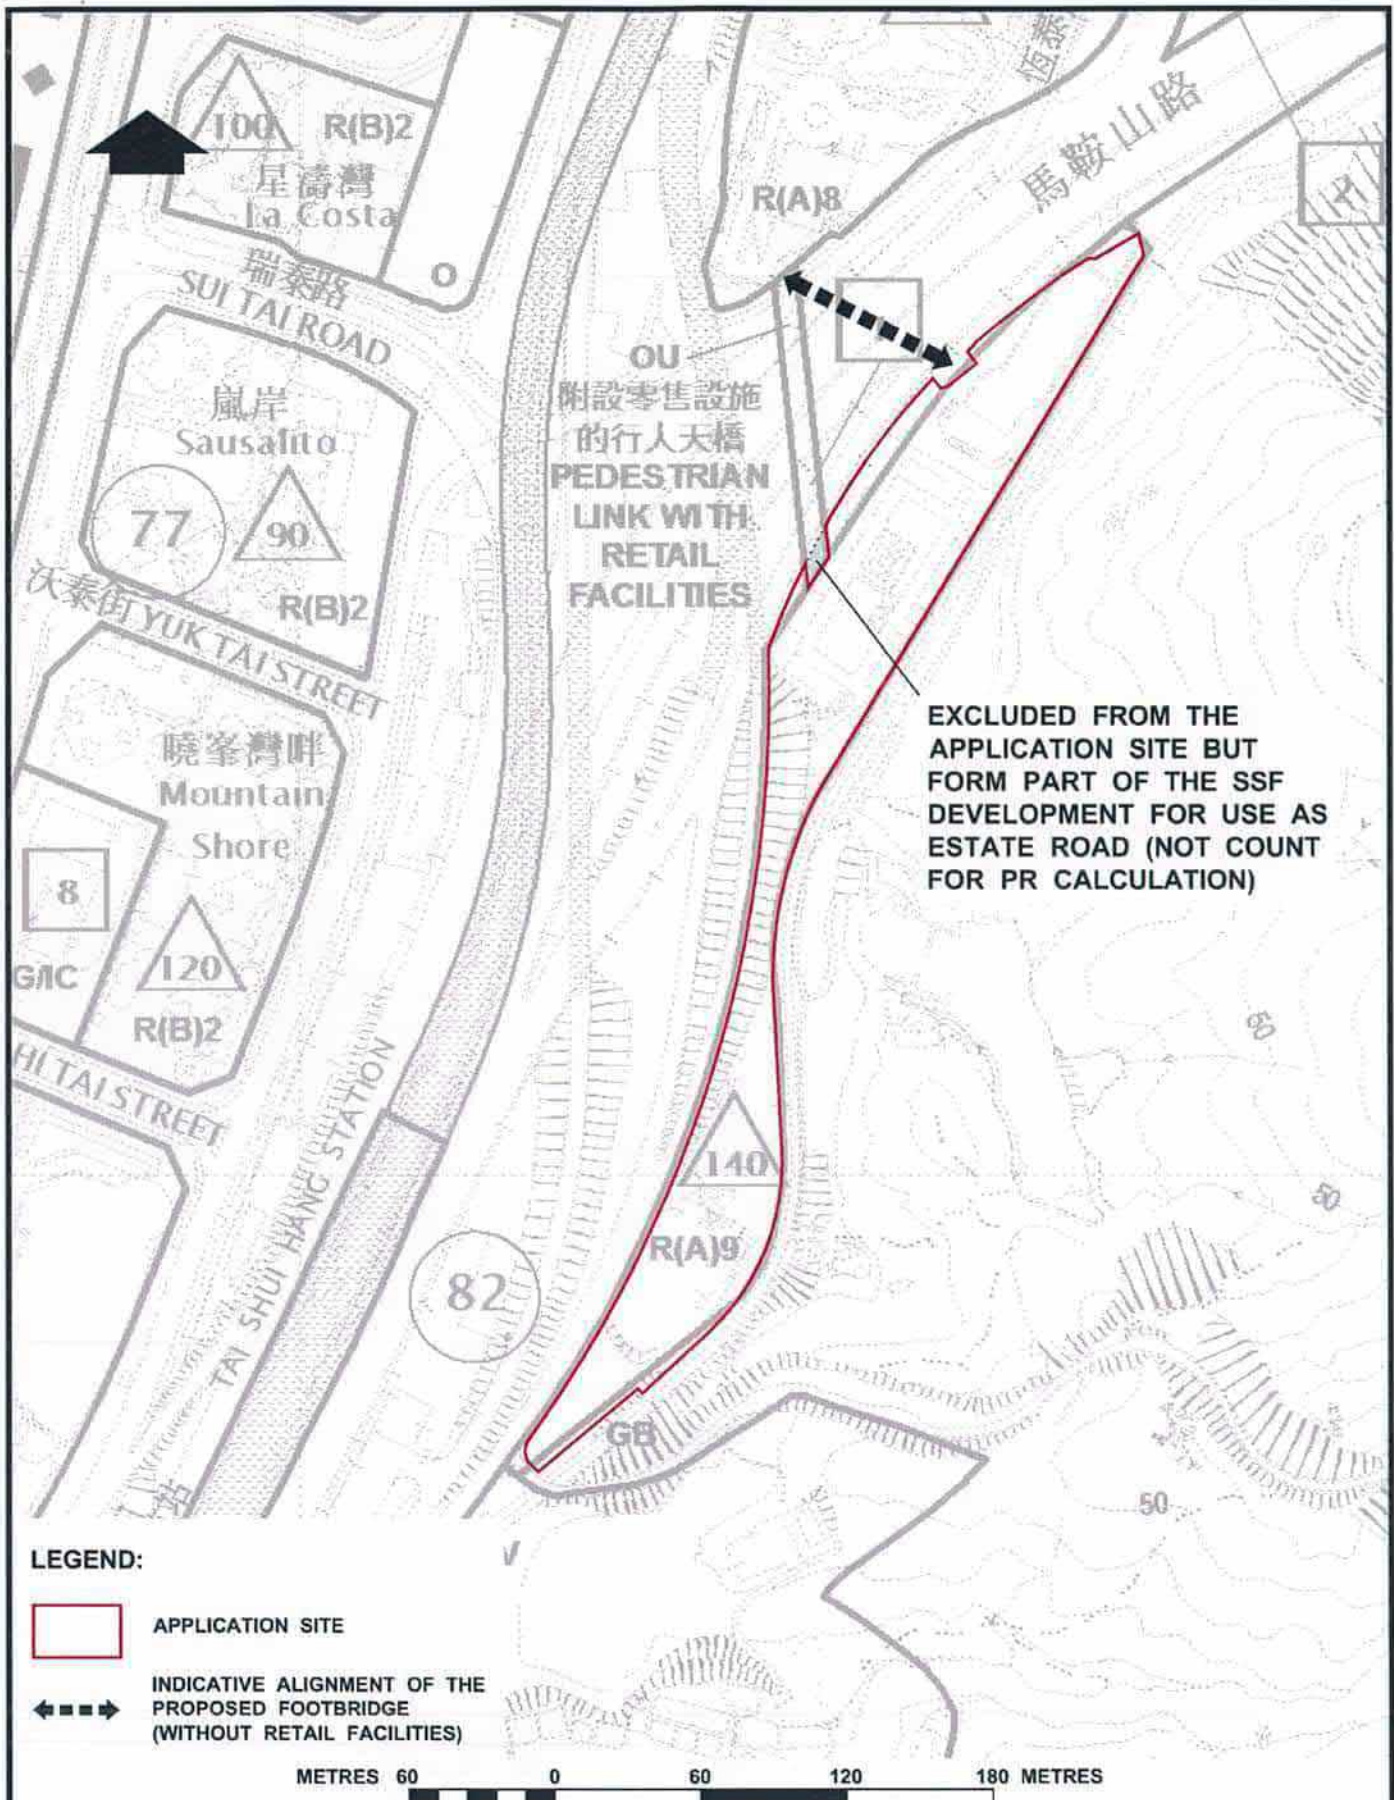 100
R(B)2
星濤灣
La Costa
瑞泰路
SUI TAI ROAD
O
恆泰
馬鞍山路
R(A)8
OU
附設零售設施
的行人大橋
PEDESTRIAN
LINK WITH
RETAIL
FACILITIES
嵐岸
Sausalito
77
90
R(B)2
沃泰街 YUK TAI STREET
曉峯灣畔
Mountain
Shore
8
G/IC
120
R(B)2
HI TAI STREET
TAI SHUI HANG STATION
站
EXCLUDED FROM THE
APPLICATION SITE BUT
FORM PART OF THE SSF
DEVELOPMENT FOR USE AS
ESTATE ROAD (NOT COUNT
FOR PR CALCULATION)
50
50
140
R(A)9
82
GB
50
LEGEND:
APPLICATION SITE
INDICATIVE ALIGNMENT OF THE
PROPOSED FOOTBRIDGE
(WITHOUT RETAIL FACILITIES)
METRES 60 0 60 120 180 METRES